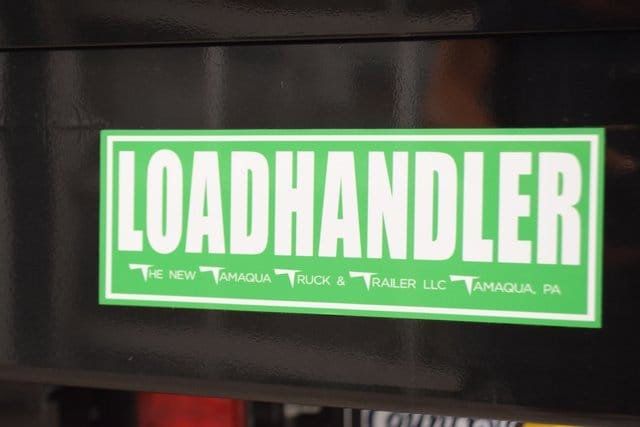 LOADHANDLER
THE NEW TAMAQUA TRUCK & TRAILER LLC TAMAQUA, PA